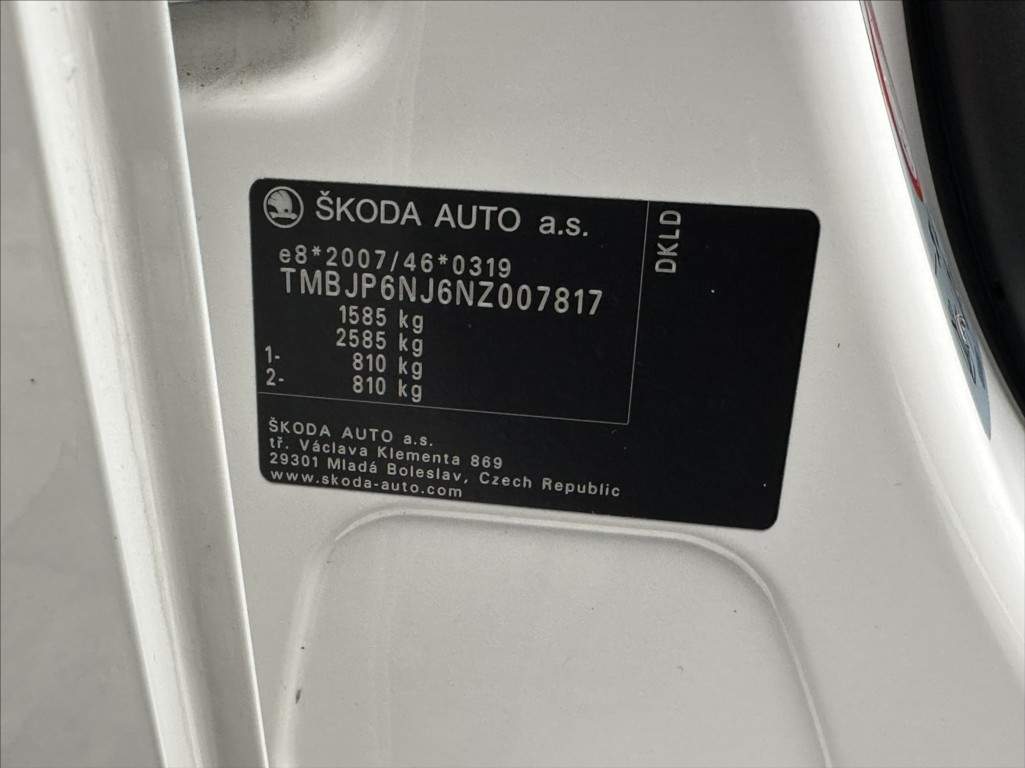 ŠKODA AUTO a.s.
e8*2007/46*0319
TMBJP6NJ6NZ007817
1585 kg
2585 kg
1- 810 kg
2- 810 kg
DKLD
ŠKODA AUTO a.s.
tř. Václava Klementa 869
29301 Mladá Boleslav, Czech Republic
www.skoda-auto.com